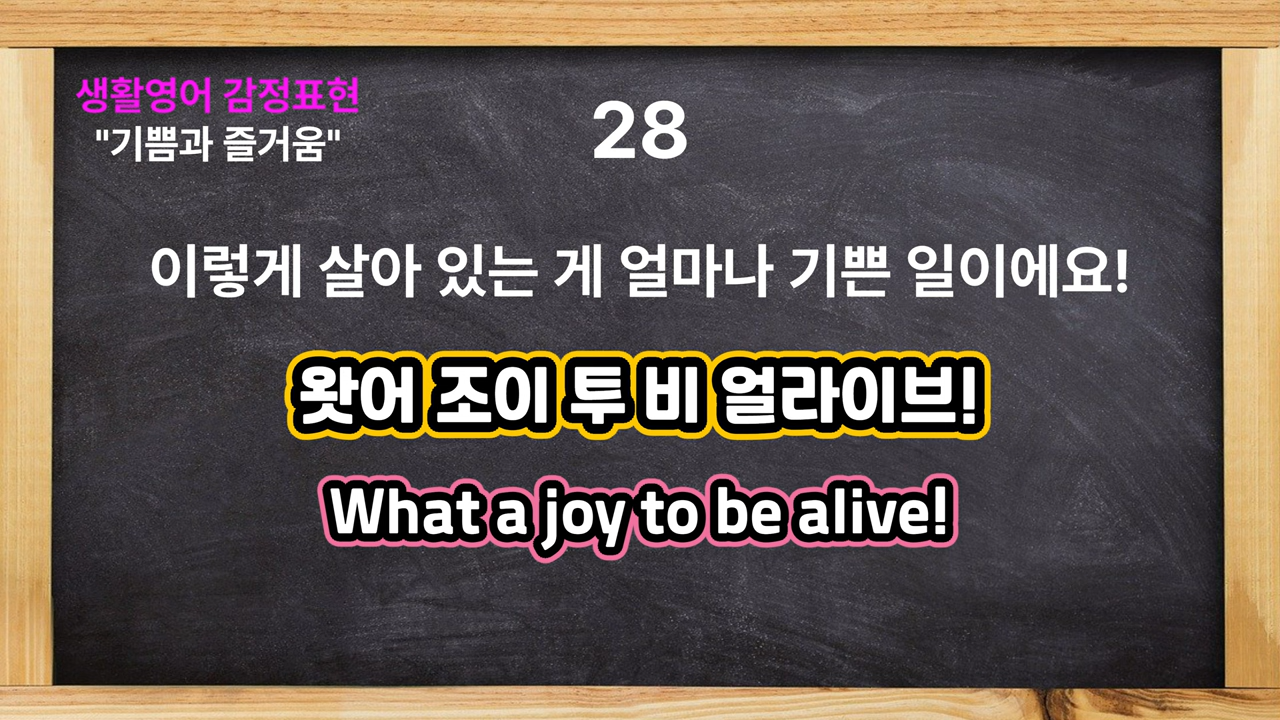 생활영어 감정표현
"기쁨과 즐거움"
28
이렇게 살아 있는 게 얼마나 기쁜 일이에요!
왓어 조이 투 비 얼라이브!
What a joy to be alive!